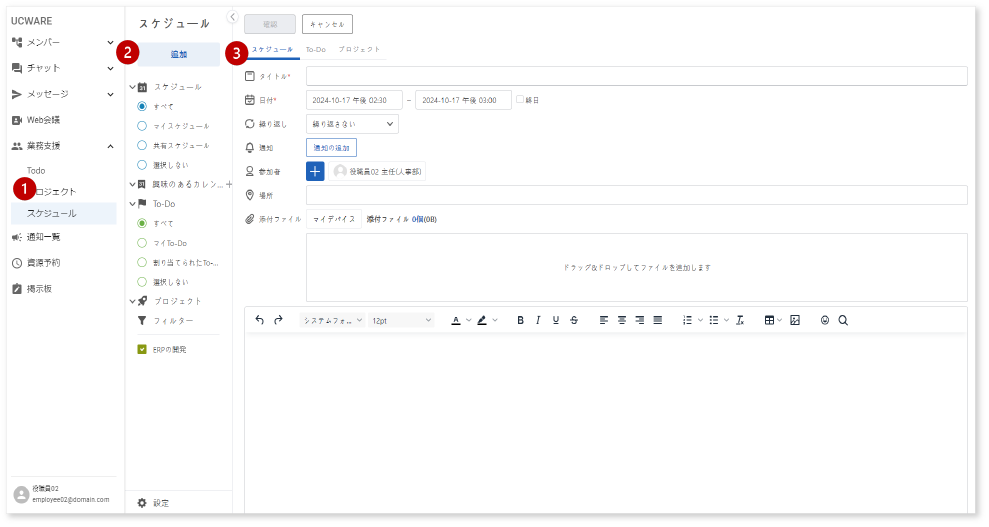 UCWARE
メンバー
チャット
メッセージ
Web会議
業務支援
Todo
1
ロジェクト
スケジュール
通知一覧
資源予約
掲示板
役職員02
employee02@domain.com
スケジュール
2
追加
スケジュール
すべて
マイスケジュール
共有スケジュール
選択しない
興味のあるカレン...
To-Do
すべて
マイTo-Do
割り当てられたTo-...
選択しない
プロジェクト
フィルター
ERPの開発
設定
確認 キャンセル
3
スケジュール To-Do プロジェクト
タイトル*
日付* 2024-10-17 午後 02:30 – 2024-10-17 午後 03:00 終日
繰り返し 繰り返さない
通知 通知の追加
参加者 役職員02 主任(人事部)
場所
添付ファイル マイデバイス 添付ファイル 0個(0B)
ドラッグ&ドロップしてファイルを追加します
システムフォ... 12pt